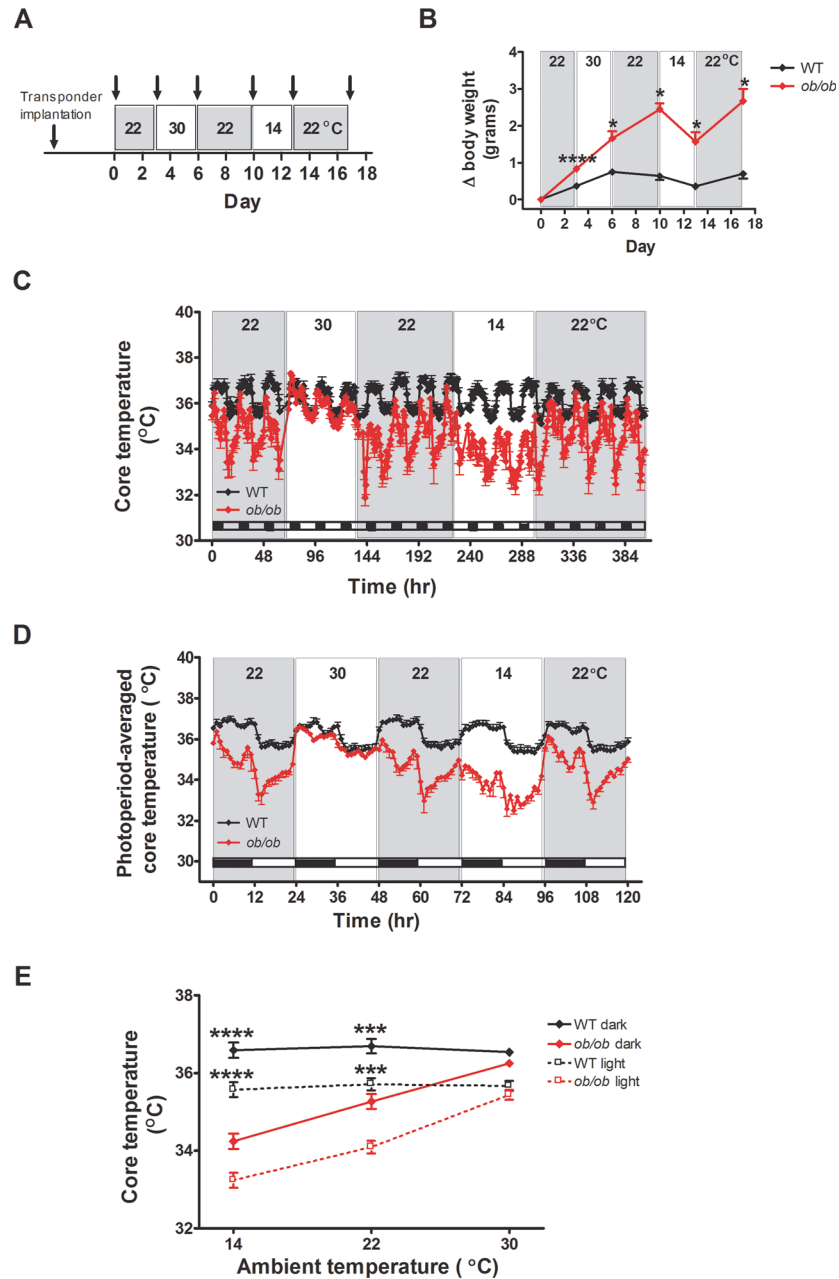 A
Transponder
implantation
22 30 22 14 22 °C
0 2 4 6 8 10 12 14 16 18
Day
B
Δ body weight
(grams)
4
3
2
1
0
22 30 22 14 22°C
**** * * * *
0 2 4 6 8 10 12 14 16 18
Day
WT
ob/ob
C
Core temperature
(°C)
40
38
36
34
32
30
22 30 22 14 22°C
WT
ob/ob
0 48 96 144 192 240 288 336 384
Time (hr)
D
Photoperiod-averaged
core temperature ( °C)
40
38
36
34
32
30
22 30 22 14 22°C
WT
ob/ob
0 12 24 36 48 60 72 84 96 108 120
Time (hr)
E
Core temperature
(°C)
38
36
34
32
**** ***
**** ***
14 22 30
Ambient temperature ( °C)
WT dark
ob/ob dark
WT light
ob/ob light